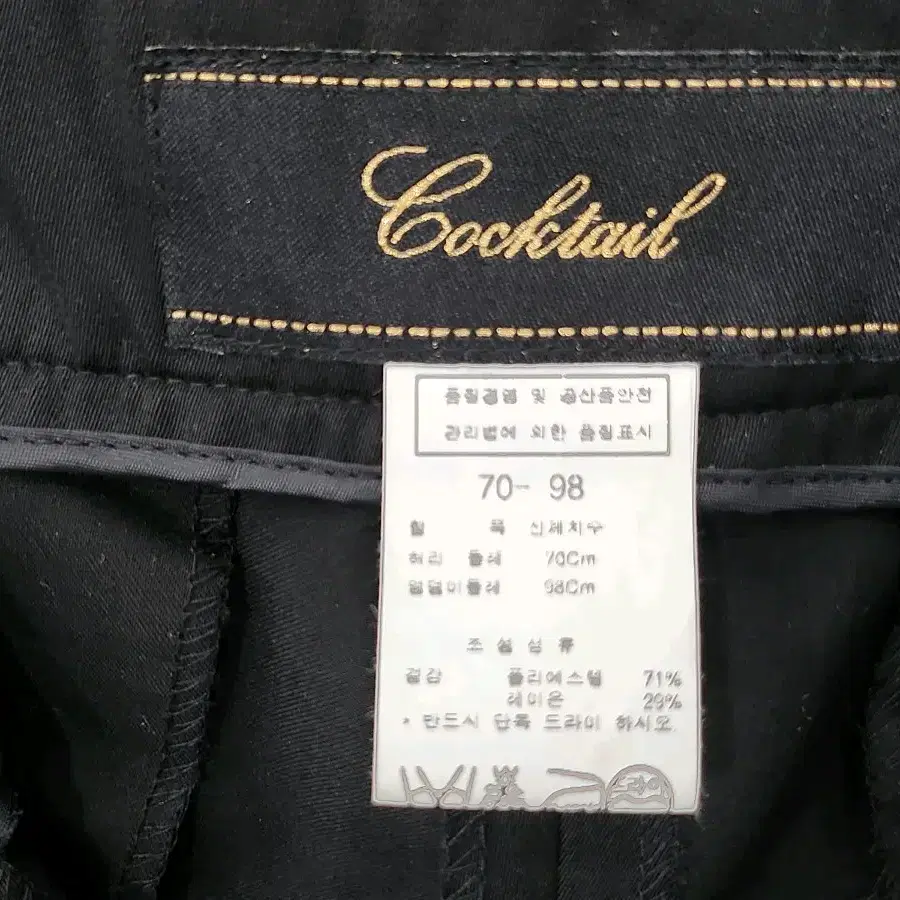 Cocktail
품질경영 및 공산품안전
관리법에 의한 품질표시
70- 98
항 목 신체치수
허리 둘레 70Cm
엉덩이둘레 98Cm
조 성 섬 유
겉감 폴리에스텔 71%
레이온 29%
* 반드시 단독 드라이 하시오.